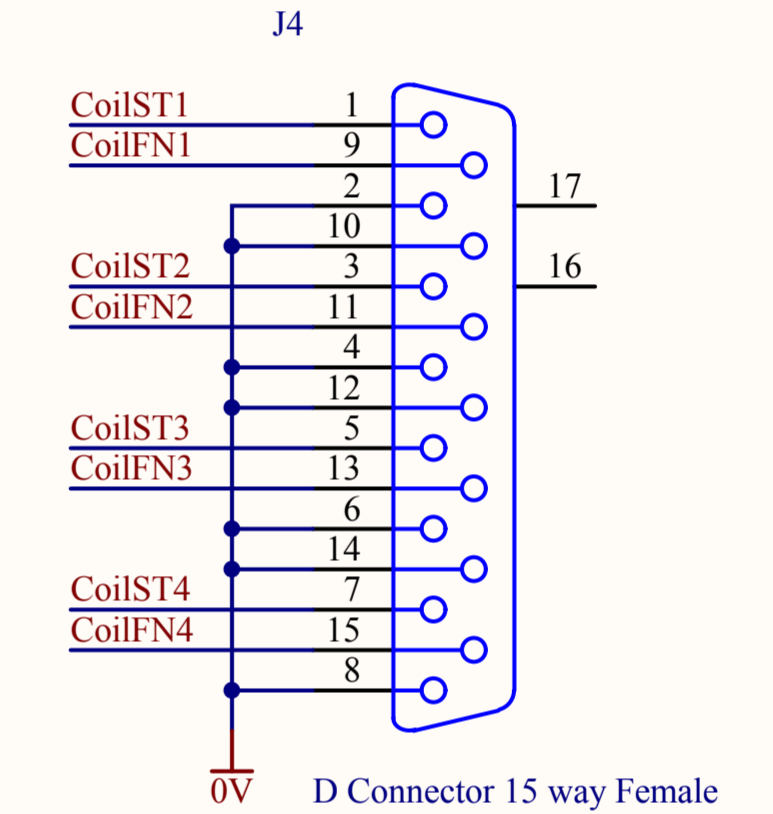 J4
CoilST1 1
CoilFN1 9
2 17
10
CoilST2 3 16
CoilFN2 11
4
12
CoilST3 5
CoilFN3 13
6
14
CoilST4 7
CoilFN4 15
8
0V D Connector 15 way Female